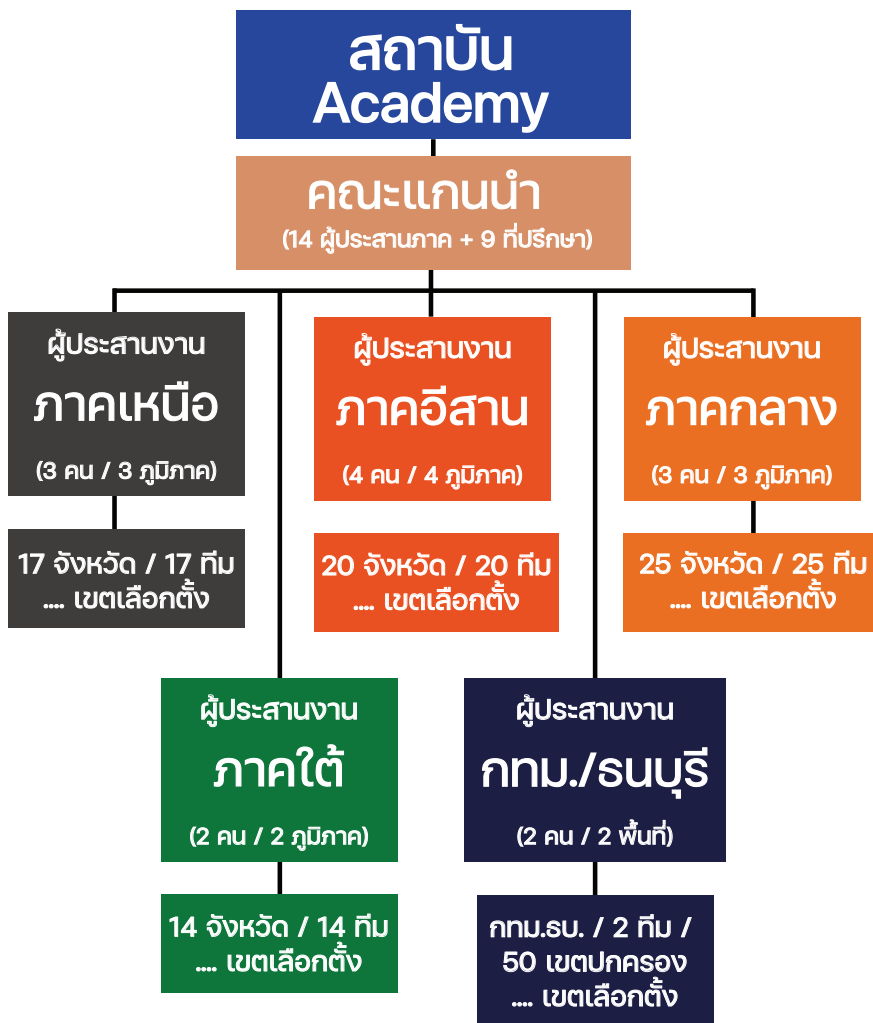 สถาบัน
Academy
คณะแกนนำ
(14 ผู้ประสานภาค + 9 ที่ปรึกษา)
ผู้ประสานงาน
ภาคเหนือ
(3 คน / 3 ภูมิภาค)
17 จังหวัด / 17 ทีม
.... เขตเลือกตั้ง
ผู้ประสานงาน
ภาคอีสาน
(4 คน / 4 ภูมิภาค)
20 จังหวัด / 20 ทีม
.... เขตเลือกตั้ง
ผู้ประสานงาน
ภาคกลาง
(3 คน / 3 ภูมิภาค)
25 จังหวัด / 25 ทีม
.... เขตเลือกตั้ง
ผู้ประสานงาน
ภาคใต้
(2 คน / 2 ภูมิภาค)
14 จังหวัด / 14 ทีม
.... เขตเลือกตั้ง
ผู้ประสานงาน
กทม./ธนบุรี
(2 คน / 2 พื้นที่)
กทม.ธบ. / 2 ทีม /
50 เขตปกครอง
.... เขตเลือกตั้ง